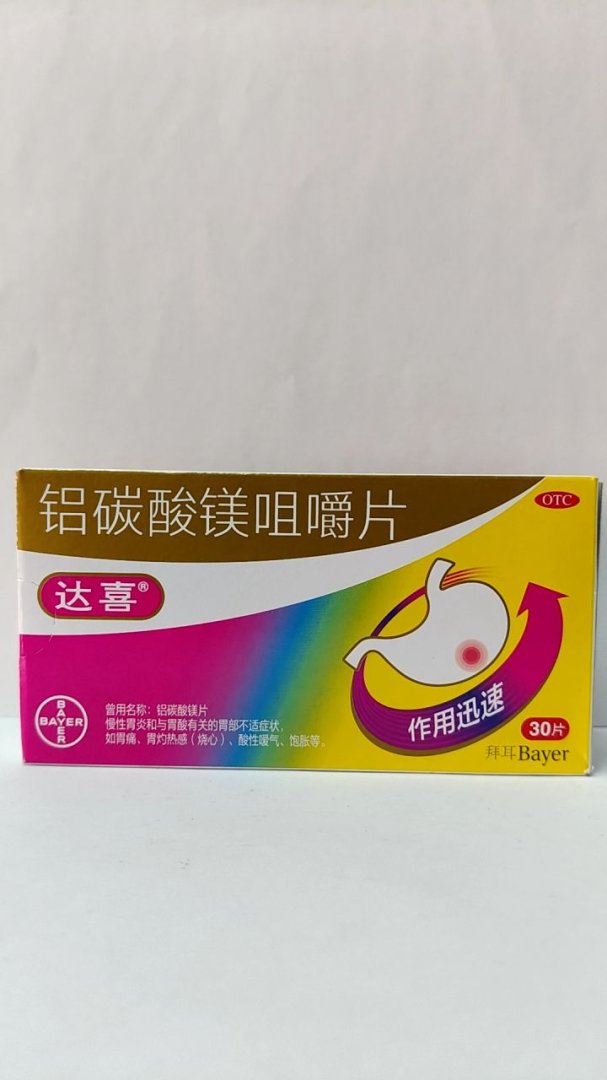 铝碳酸镁咀嚼片
OTC
达喜®
BAYER
BAYER
曾用名称：铝碳酸镁片
慢性胃炎和与胃酸有关的胃部不适症状，
如胃痛、胃灼热感（烧心）、酸性嗳气、饱胀等。
作用迅速
30片
拜耳Bayer